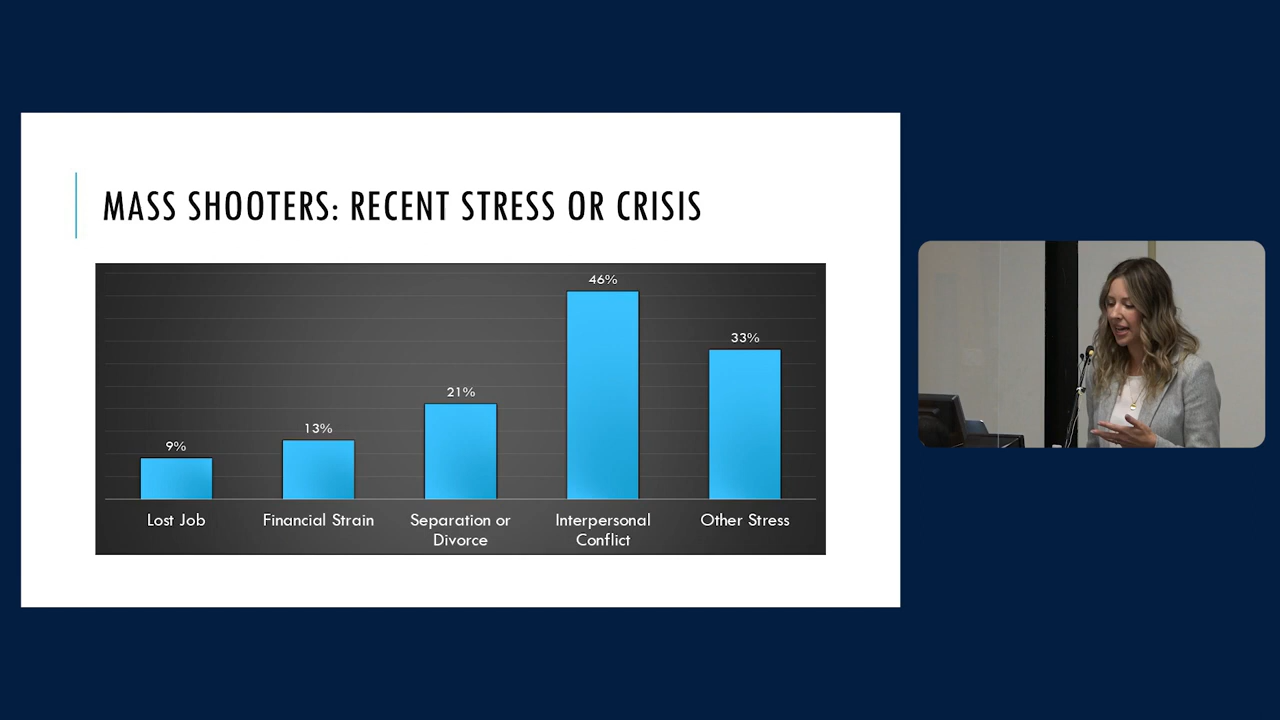 MASS SHOOTERS: RECENT STRESS OR CRISIS
9%
13%
21%
46%
33%
Lost Job
Financial Strain
Separation or
Divorce
Interpersonal
Conflict
Other Stress